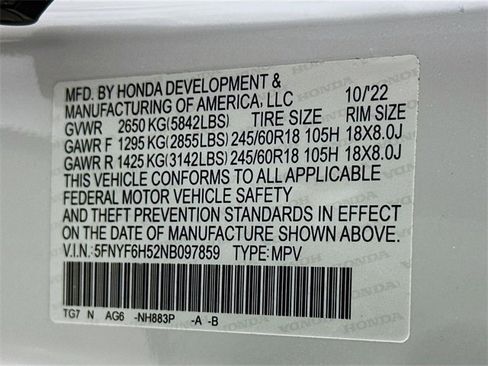 MFD. BY HONDA DEVELOPMENT &
MANUFACTURING OF AMERICA, LLC 10/'22
GVWR 2650 KG(5842LBS) TIRE SIZE RIM SIZE
GAWR F 1295 KG(2855LBS) 245/60R18 105H 18X8.0J
GAWR R 1425 KG(3142LBS) 245/60R18 105H 18X8.0J
THIS VEHICLE CONFORMS TO ALL APPLICABLE
FEDERAL MOTOR VEHICLE SAFETY
AND THEFT PREVENTION STANDARDS IN EFFECT
ON THE DATE OF MANUFACTURE SHOWN ABOVE.
V.I.N.:5FNYF6H52NB097859 TYPE:MPV
TG7 N AG6 -NH883P -A -B